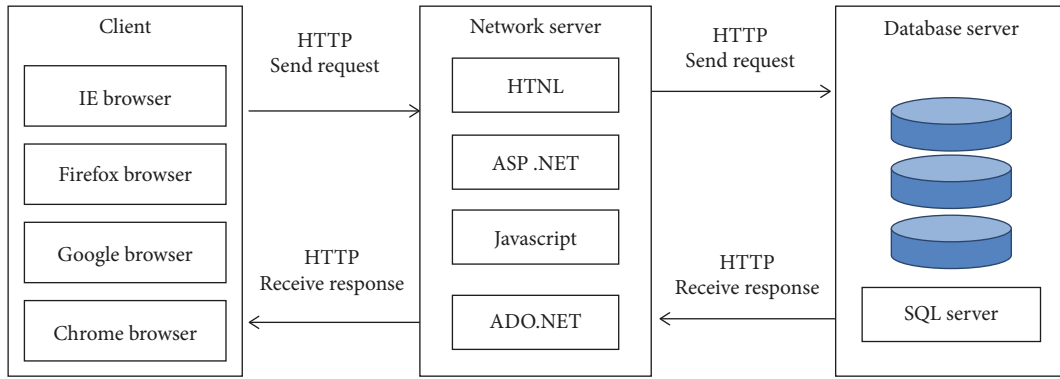 Client
IE browser
Firefox browser
Google browser
Chrome browser
HTTP
Send request
HTTP
Receive response
Network server
HTNL
ASP .NET
Javascript
ADO.NET
HTTP
Send request
HTTP
Receive response
Database server
SQL server